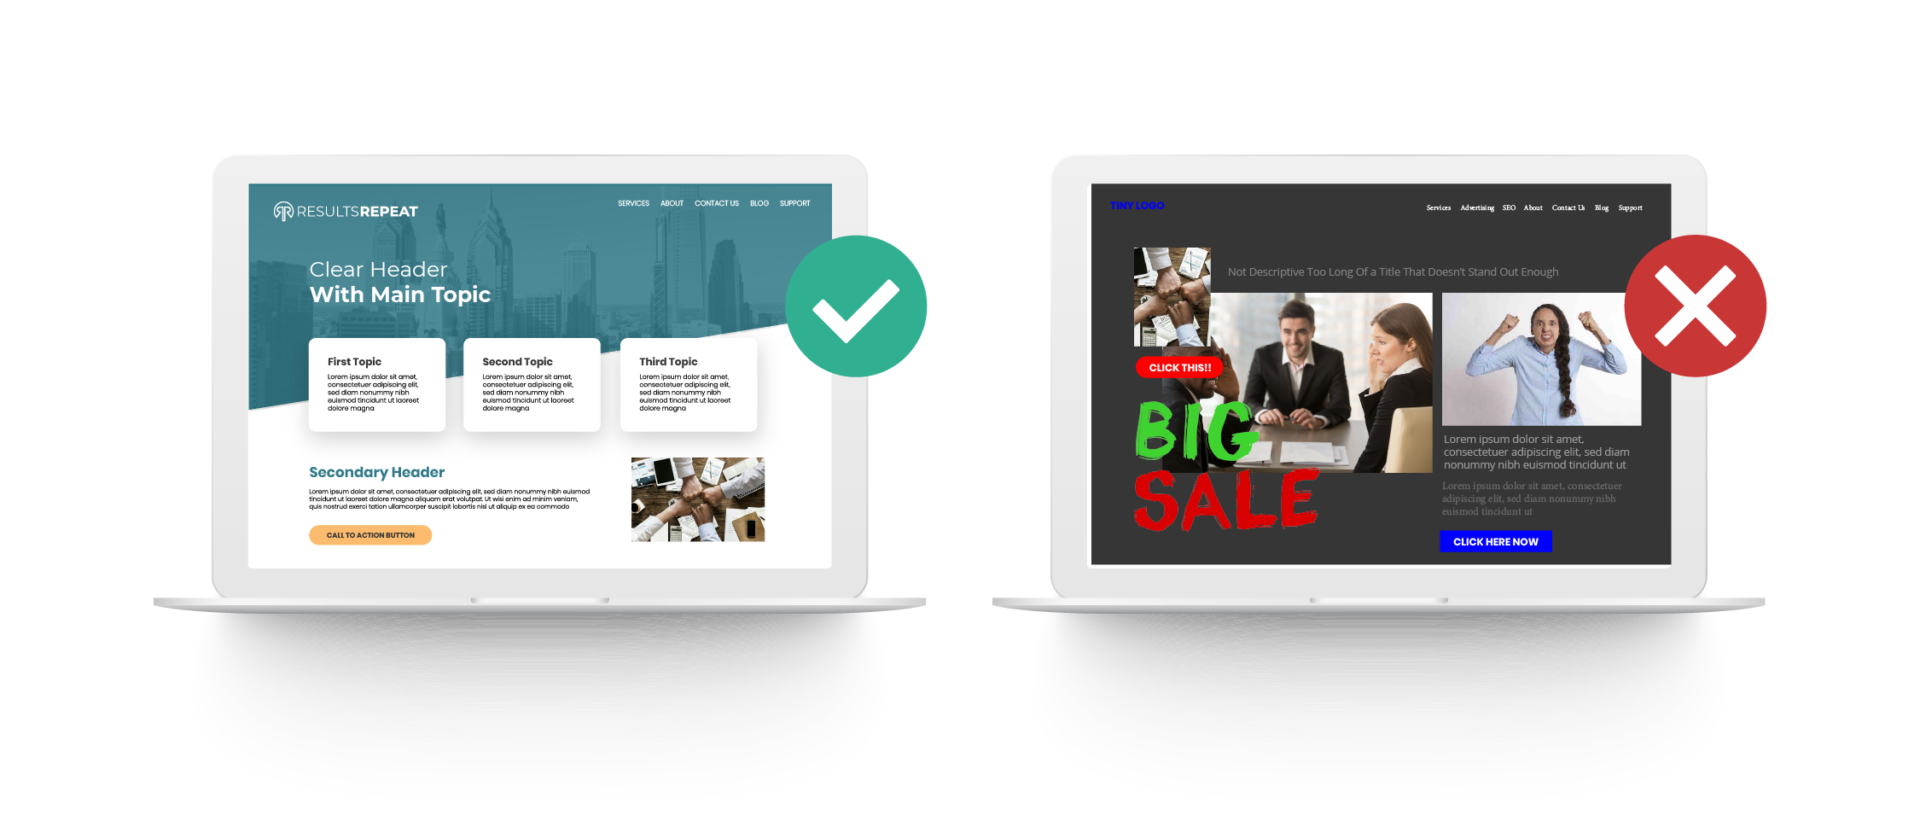 RESULTSREPEAT
SERVICES ABOUT CONTACT US BLOG SUPPORT
Clear Header
With Main Topic
First Topic
Lorem ipsum dolor sit amet,
consectetuer adipiscing elit,
sed diam nonummy nibh
euismod tincidunt ut laoreet
dolore magna
Second Topic
Lorem ipsum dolor sit amet,
consectetuer adipiscing elit,
sed diam nonummy nibh
euismod tincidunt ut laoreet
dolore magna
Third Topic
Lorem ipsum dolor sit amet,
consectetuer adipiscing elit,
sed diam nonummy nibh
euismod tincidunt ut laoreet
dolore magna
Secondary Header
Lorem ipsum dolor sit amet, consectetuer adipiscing elit, sed diam nonummy nibh euismod
tincidunt ut laoreet dolore magna aliquam erat volutpat. Ut wisi enim ad minim veniam,
quis nostrud exerci tation ullamcorper suscipit lobortis nisl ut aliquip ex ea commodo
CALL TO ACTION BUTTON
TINY LOGO
Services Advertising SEO About Contact Us Blog Support
Not Descriptive Too Long Of a Title That Doesn't Stand Out Enough
CLICK THIS!!
BIG
SALE
Lorem ipsum dolor sit amet,
consectetuer adipiscing elit, sed diam
nonummy nibh euismod tincidunt ut
Lorem ipsum dolor sit amet, consectetuer
adipiscing elit, sed diam nonummy nibh
euismod tincidunt ut
CLICK HERE NOW